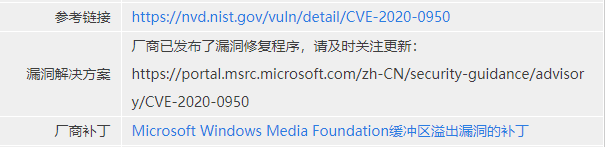 参考链接 https://nvd.nist.gov/vuln/detail/CVE-2020-0950
厂商已发布了漏洞修复程序，请及时关注更新：
漏洞解决方案 https://portal.msrc.microsoft.com/zh-CN/security-guidance/advisor
y/CVE-2020-0950
厂商补丁 Microsoft Windows Media Foundation缓冲区溢出漏洞的补丁